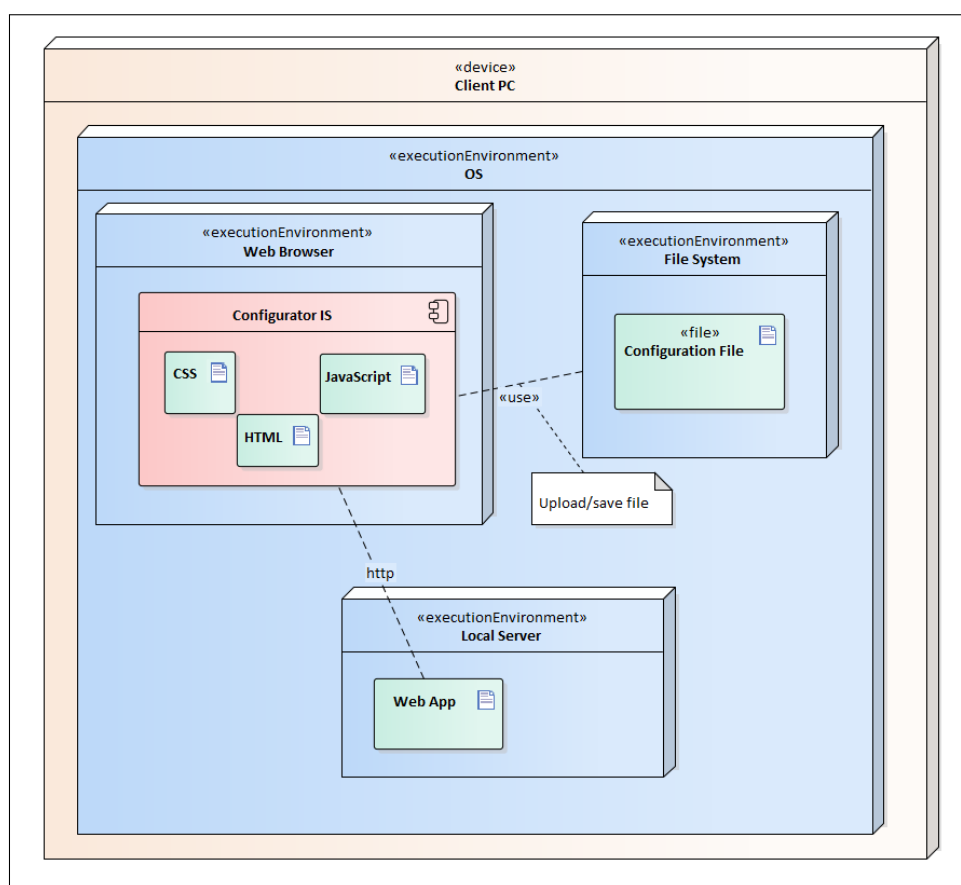 «device»
Client PC
«executionEnvironment»
OS
«executionEnvironment»
Web Browser
Configurator IS
CSS
JavaScript
HTML
«executionEnvironment»
File System
«file»
Configuration File
«use»
Upload/save file
http
«executionEnvironment»
Local Server
Web App